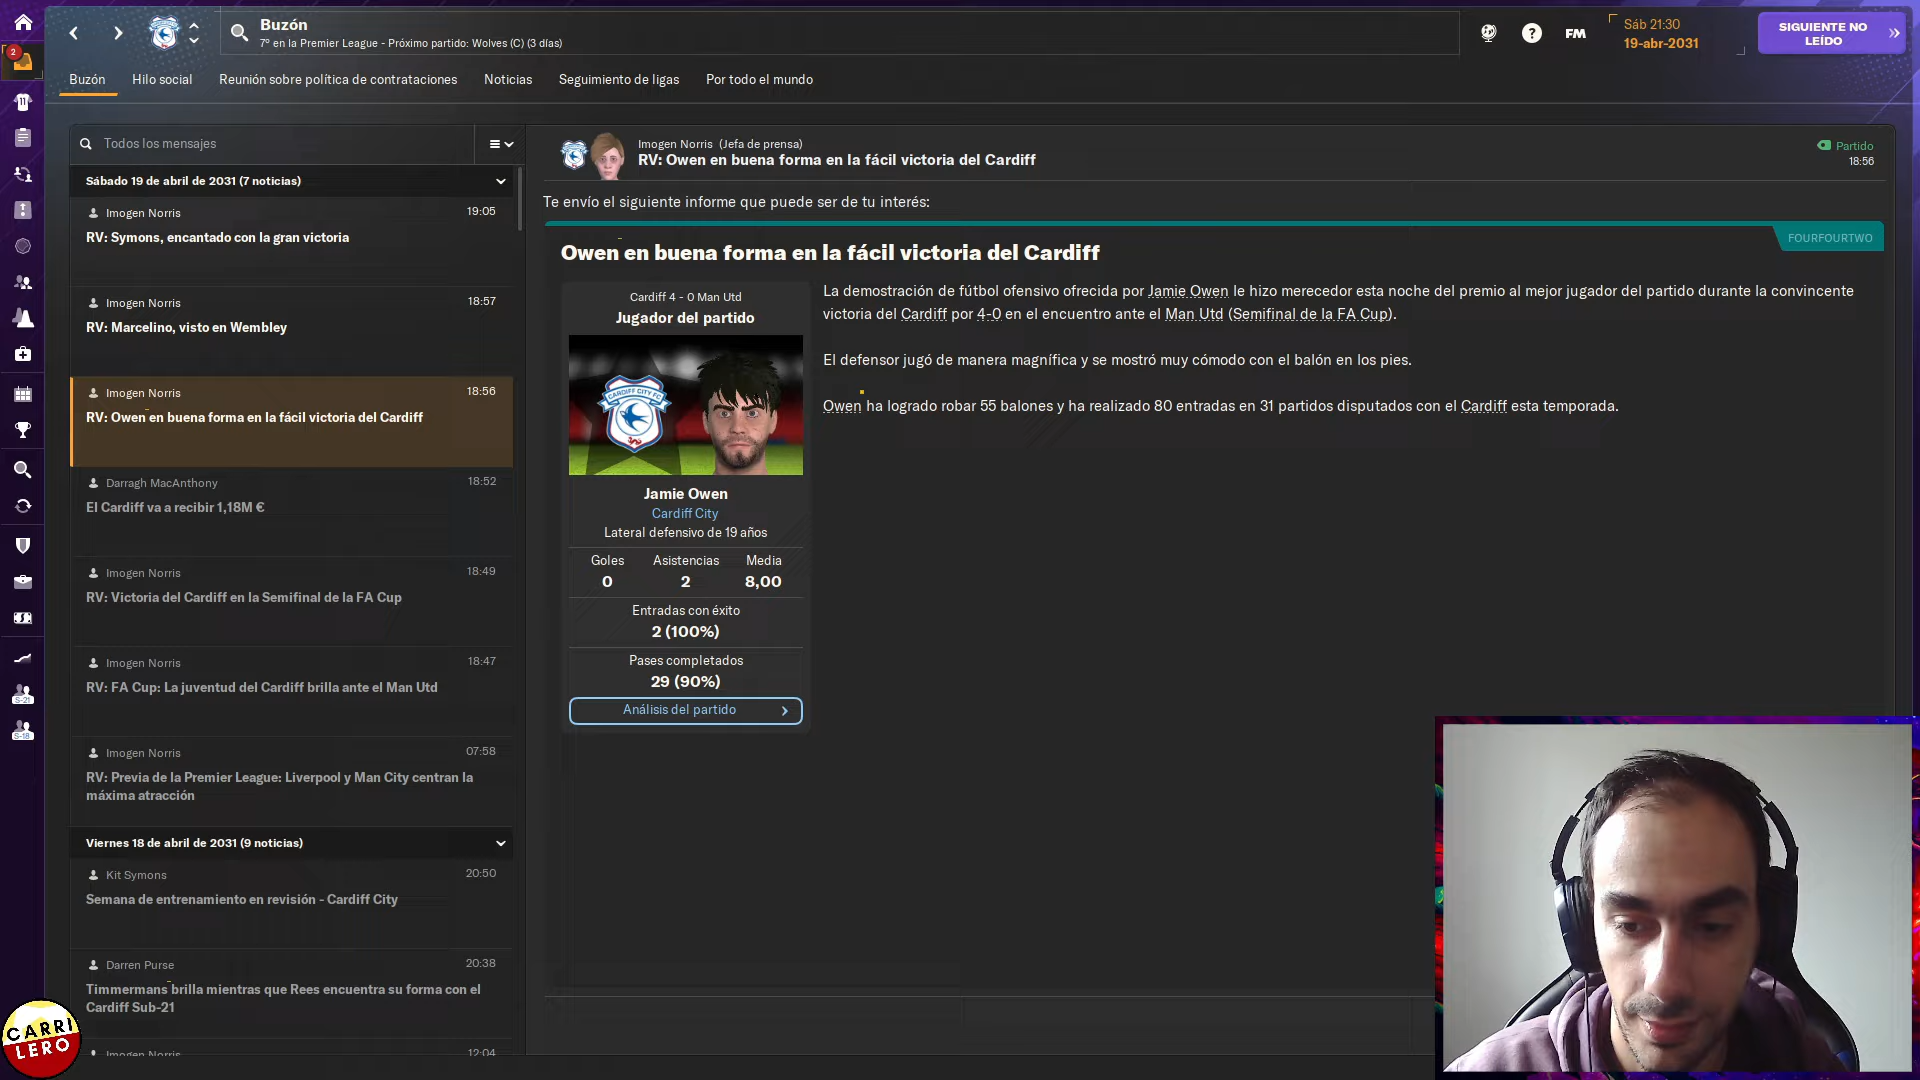 2
Buzón
7º en la Premier League - Próximo partido: Wolves (C) (3 días)
FM
Sáb 21:30
19-abr-2031
SIGUIENTE NO LEÍDO
Buzón
Hilo social
Reunión sobre política de contrataciones
Noticias
Seguimiento de ligas
Por todo el mundo
Todos los mensajes
Sábado 19 de abril de 2031 (7 noticias)
Imogen Norris 19:05
RV: Symons, encantado con la gran victoria
Imogen Norris 18:57
RV: Marcelino, visto en Wembley
Imogen Norris 18:56
RV: Owen en buena forma en la fácil victoria del Cardiff
Darragh MacAnthony 18:52
El Cardiff va a recibir 1,18M €
Imogen Norris 18:49
RV: Victoria del Cardiff en la Semifinal de la FA Cup
Imogen Norris 18:47
RV: FA Cup: La juventud del Cardiff brilla ante el Man Utd
Imogen Norris 07:58
RV: Previa de la Premier League: Liverpool y Man City centran la
máxima atracción
Viernes 18 de abril de 2031 (9 noticias)
Kit Symons 20:50
Semana de entrenamiento en revisión - Cardiff City
Darren Purse 20:38
Timmermans brilla mientras que Rees encuentra su forma con el
Cardiff Sub-21
Imogen Norris 12:04
Imogen Norris (Jefa de prensa)
RV: Owen en buena forma en la fácil victoria del Cardiff
Partido
18:56
Te envío el siguiente informe que puede ser de tu interés:
FOURFOURTWO
Owen en buena forma en la fácil victoria del Cardiff
Cardiff 4 - 0 Man Utd
Jugador del partido
CARDIFF CITY FC
Jamie Owen
Cardiff City
Lateral defensivo de 19 años
Goles Asistencias Media
0 2 8,00
Entradas con éxito
2 (100%)
Pases completados
29 (90%)
Análisis del partido
La demostración de fútbol ofensivo ofrecida por Jamie Owen le hizo merecedor esta noche del premio al mejor jugador del partido durante la convincente
victoria del Cardiff por 4-0 en el encuentro ante el Man Utd (Semifinal de la FA Cup).
El defensor jugó de manera magnífica y se mostró muy cómodo con el balón en los pies.
Owen ha logrado robar 55 balones y ha realizado 80 entradas en 31 partidos disputados con el Cardiff esta temporada.
S-21
S-18
CARRI
LERO